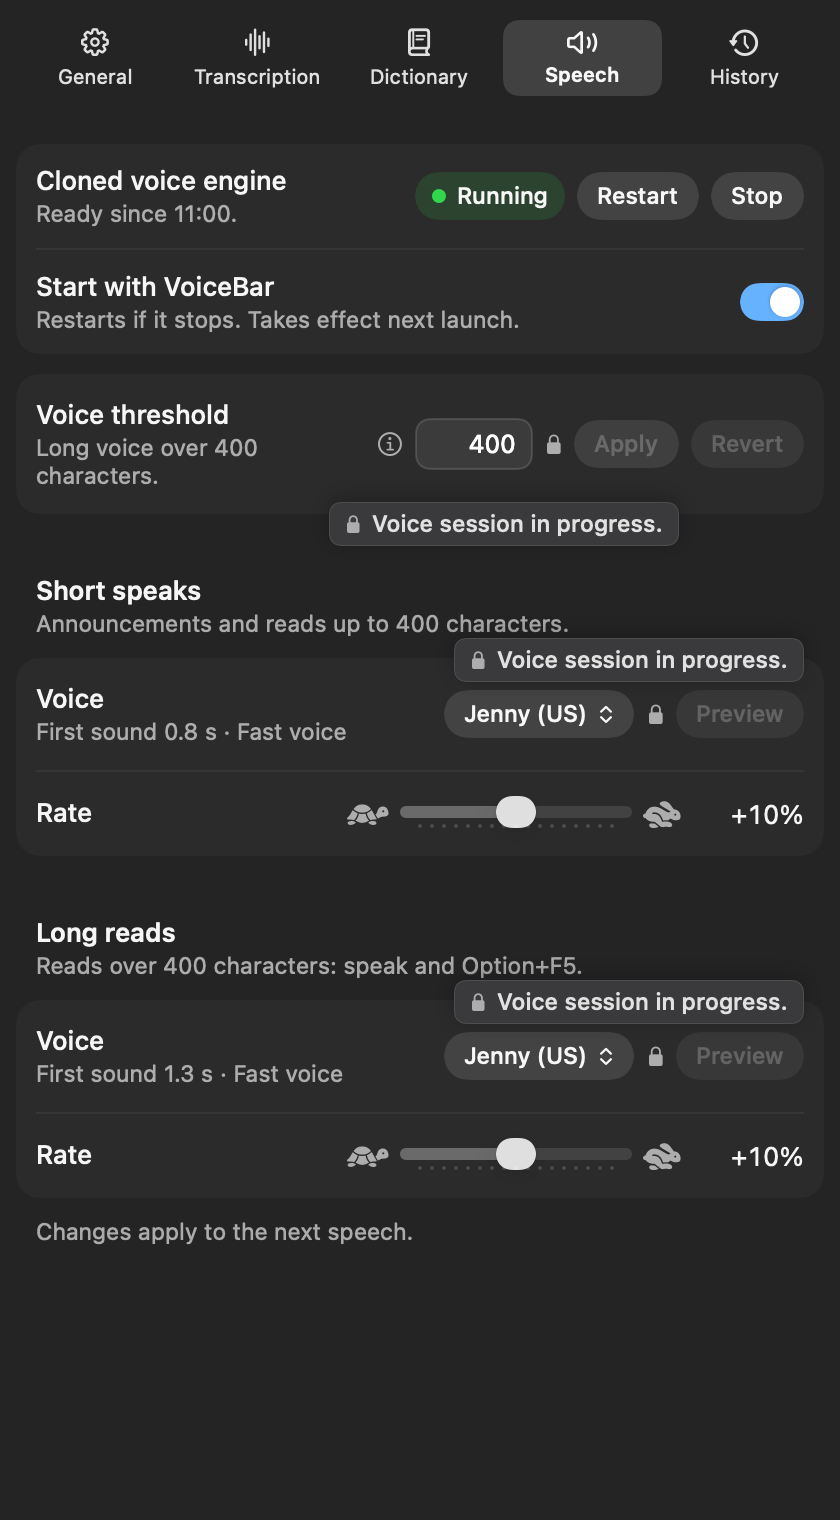 General
Transcription
Dictionary
Speech
History
Cloned voice engine
Ready since 11:00.
Running
Restart
Stop
Start with VoiceBar
Restarts if it stops. Takes effect next launch.
Voice threshold
Long voice over 400
characters.
400
Apply
Revert
Voice session in progress.
Short speaks
Announcements and reads up to 400 characters.
Voice session in progress.
Voice
First sound 0.8 s · Fast voice
Jenny (US)
Preview
Rate
+10%
Long reads
Reads over 400 characters: speak and Option+F5.
Voice session in progress.
Voice
First sound 1.3 s · Fast voice
Jenny (US)
Preview
Rate
+10%
Changes apply to the next speech.